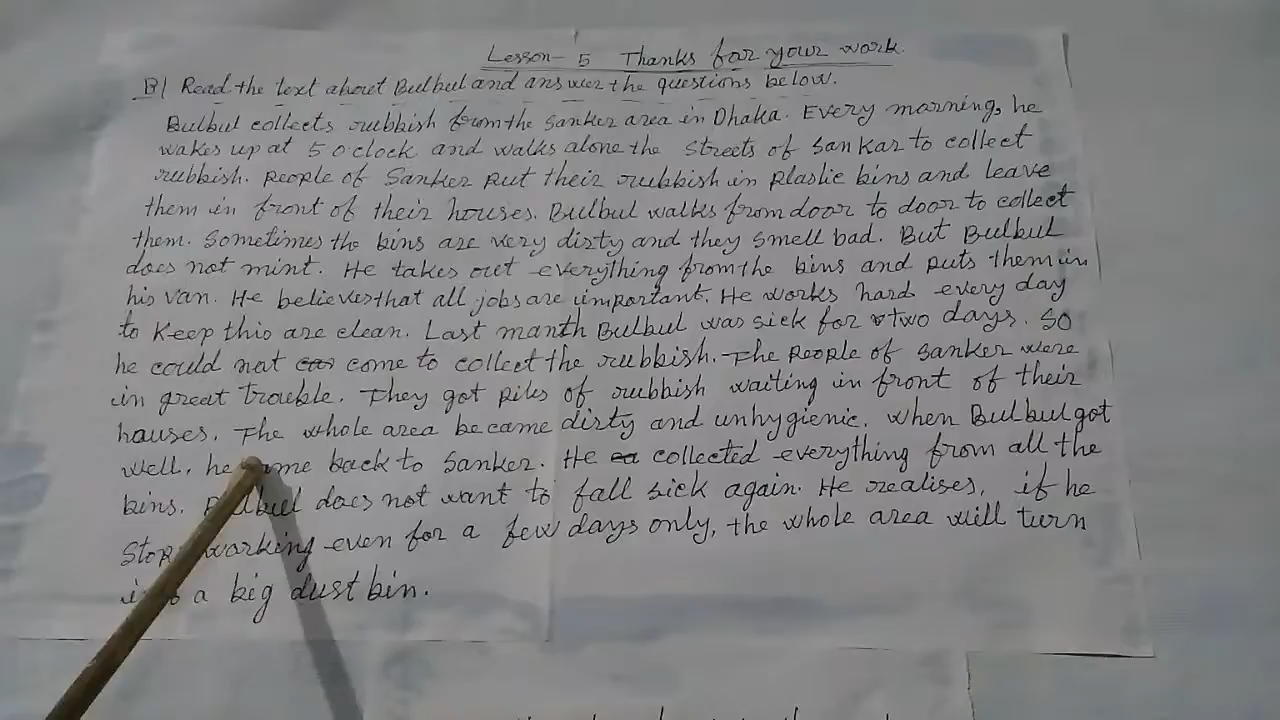 Lesson- 5 Thanks for your work.
B/ Read the text about Bulbul and answer the questions below.
Bulbul collects rubbish from the Sanker area in Dhaka. Every morning, he
wakes up at 5 o'clock and walks alone the streets of Sankar to collect
rubbish. People of Sanker put their rubbish in plastic bins and leave
them in front of their houses. Bulbul walks from door to door to collect
them. Sometimes the bins are very dirty and they smell bad. But Bulbul
does not mint. He takes out everything from the bins and puts them in
his van. He believes that all jobs are important. He works hard every day
to keep this are clean. Last manth Bulbul was sick for two days. So
he could not come to collect the rubbish. The people of Sanker were
in great trouble. They got piles of rubbish waiting in front of their
hauses. The whole area became dirty and unhygienic. When Bulbul got
well, he came back to Sanker. He collected everything from all the
bins. Bulbul does not want to fall sick again. He realises, if he
stop working even for a few days only, the whole area will turn
into a big dust bin.